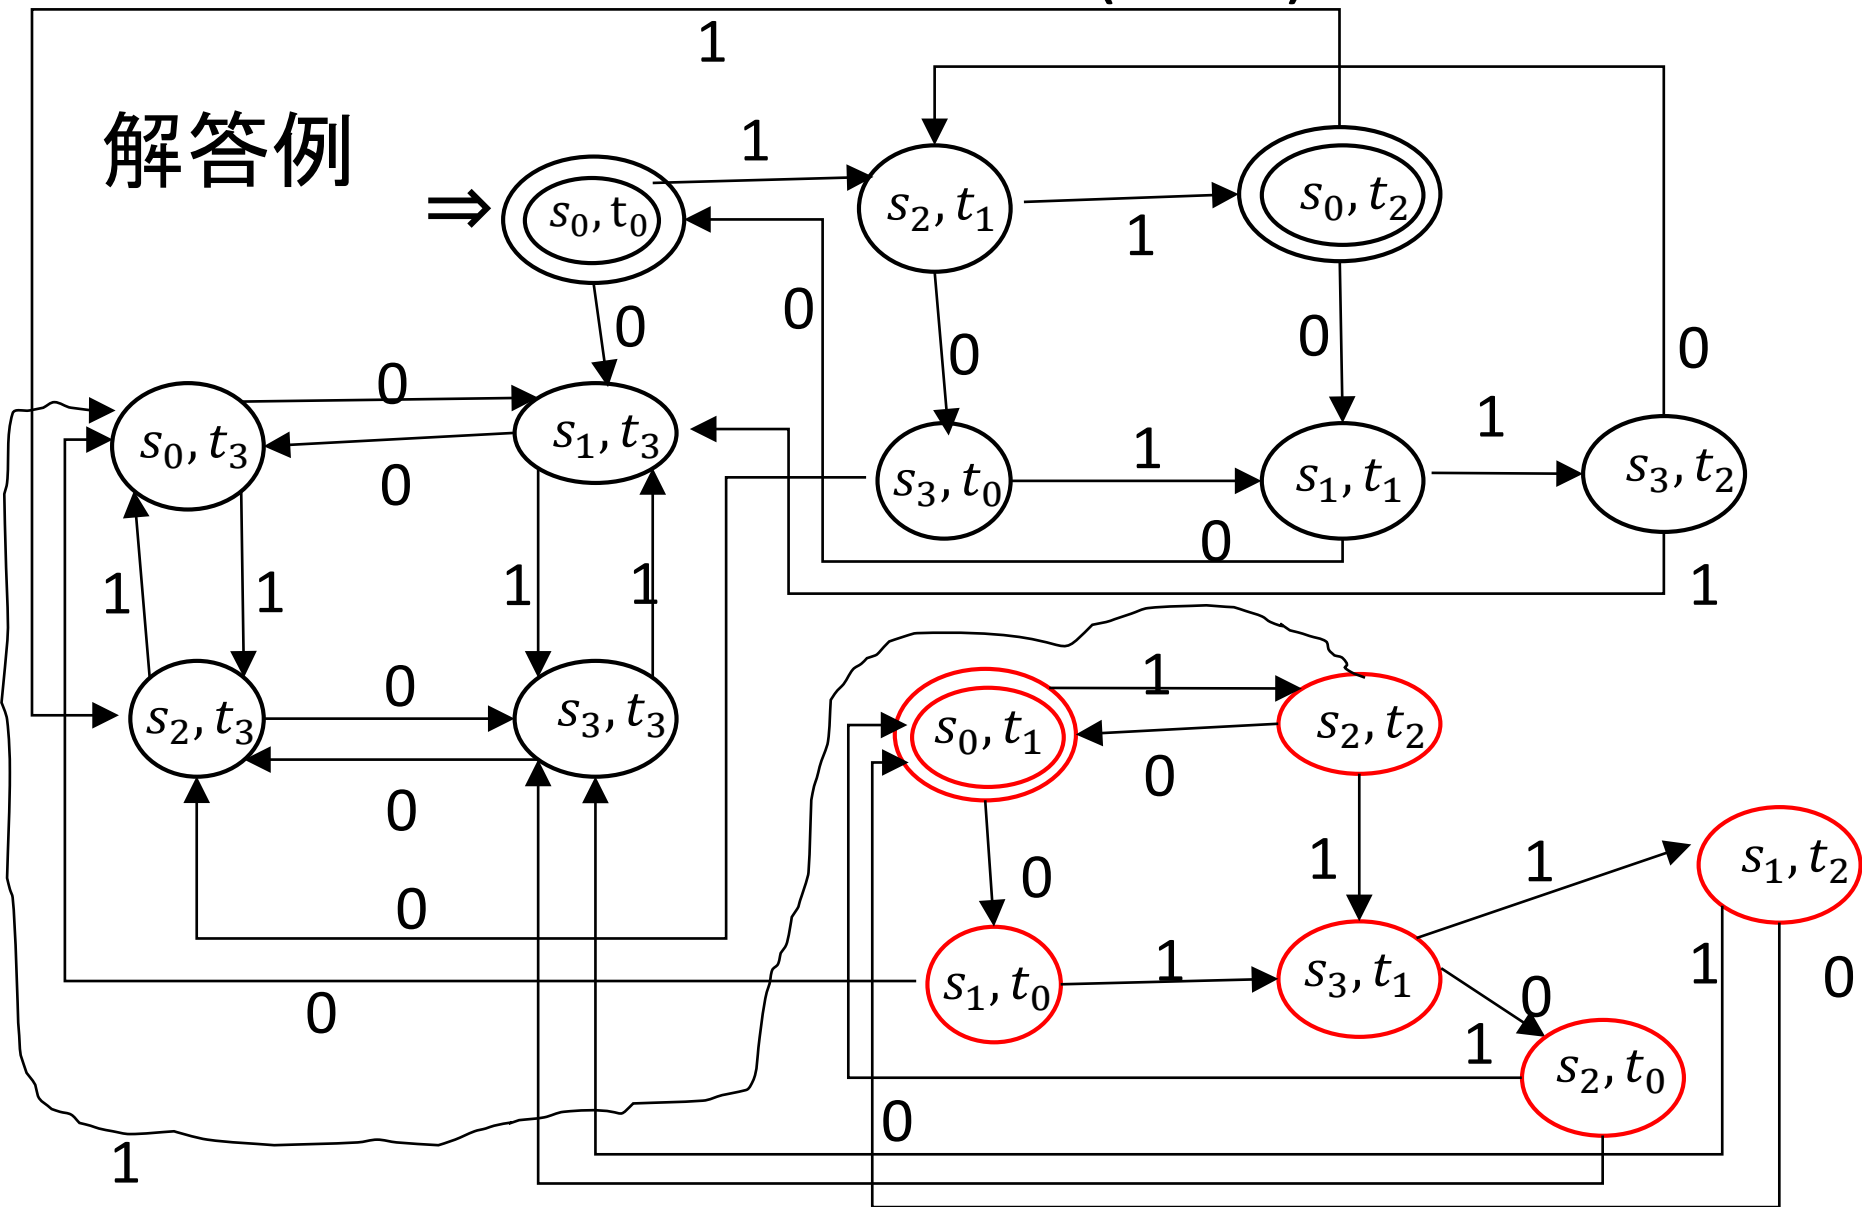 1
解答例
⇒
1
s₀,t₀
s₂,t₁
s₀,t₂
1
0
0
0
0
0
0
s₀,t₃
s₁,t₃
0
1
1
s₃,t₀
s₁,t₁
s₃,t₂
0
1
1
1
1
1
0
s₂,t₃
s₃,t₃
0
1
s₀,t₁
s₂,t₂
0
0
0
1
1
s₁,t₂
0
s₁,t₀
1
s₃,t₁
0
1
0
1
s₂,t₀
0
1